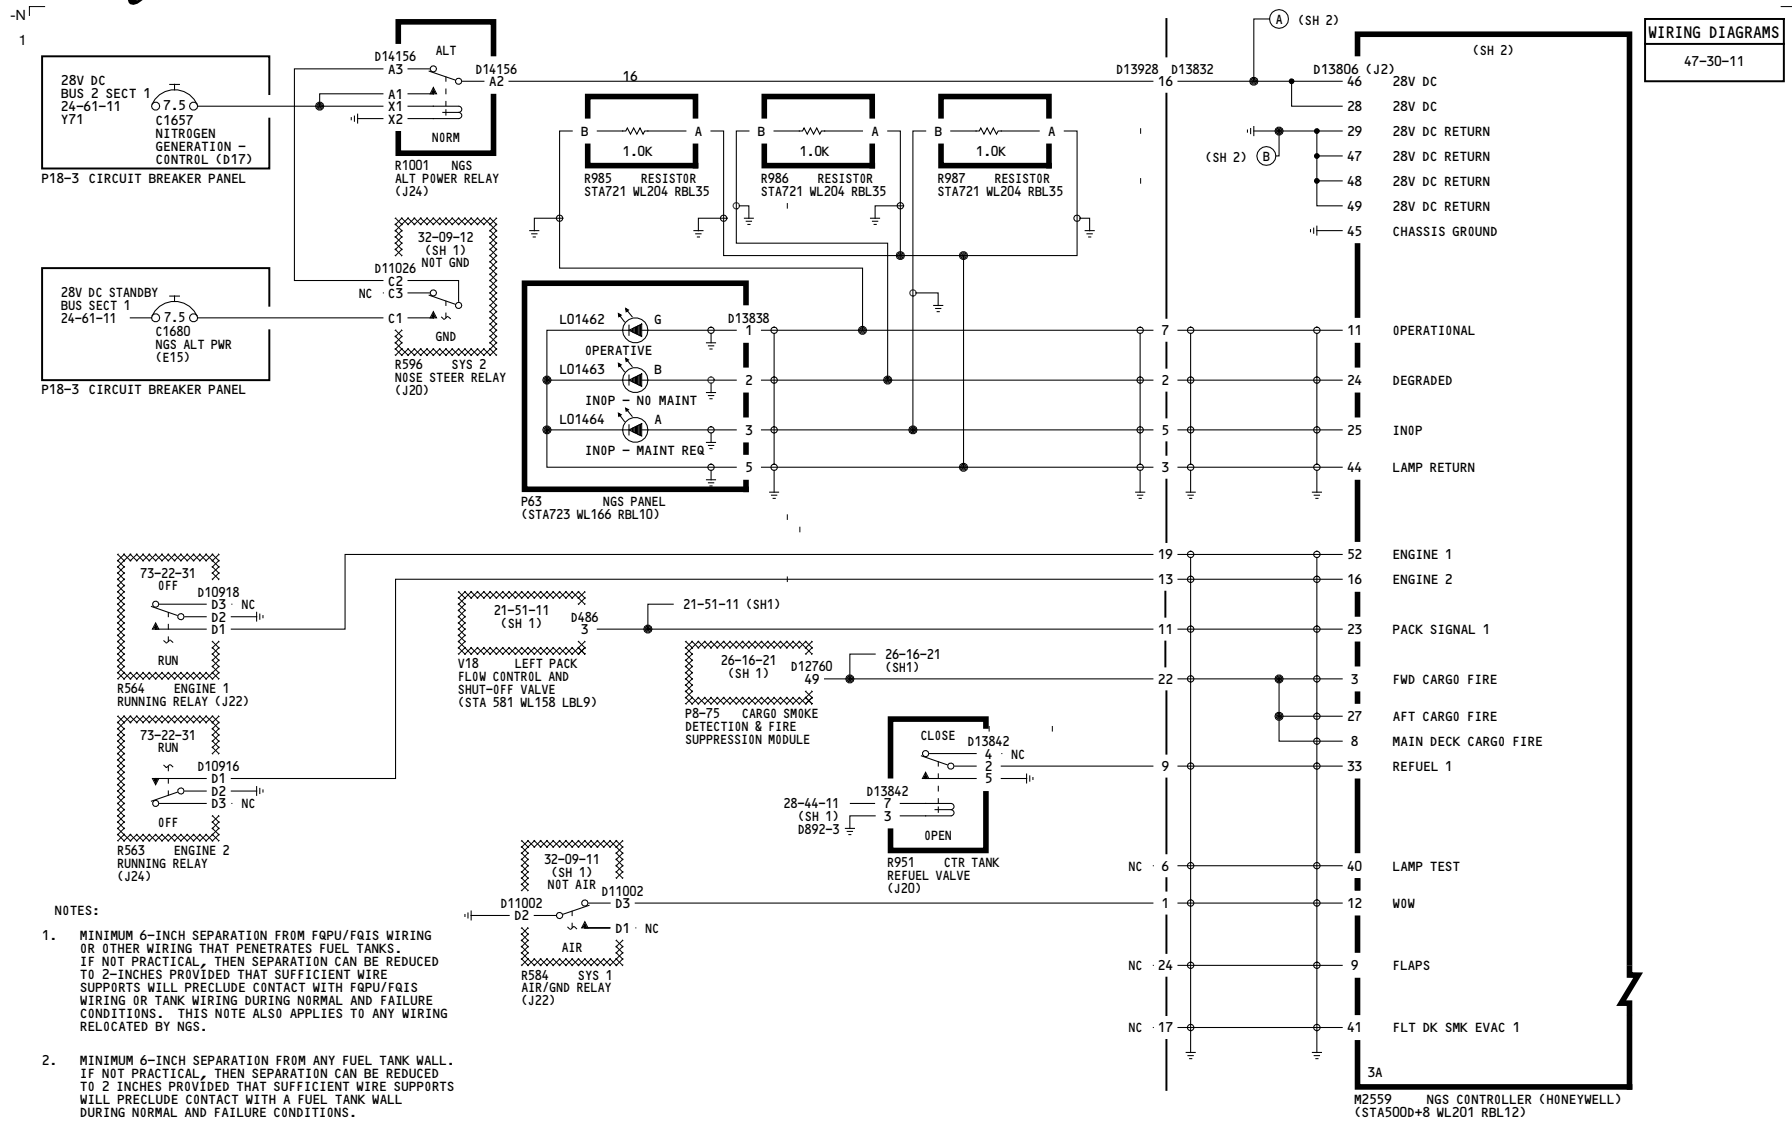 -N
1
WIRING DIAGRAMS
47-30-11
28V DC
BUS 2 SECT 1
24-61-11
Y71
7.5
C1657
NITROGEN
GENERATION -
CONTROL (D17)
P18-3 CIRCUIT BREAKER PANEL
D14156
ALT
A3
A1
X1
X2
NORM
D14156
A2
R1001 NGS
ALT POWER RELAY
(J24)
16
D13928
16
D13832
A (SH 2)
B 1.0K A
R985 RESISTOR
STA721 WL204 RBL35
B 1.0K A
R986 RESISTOR
STA721 WL204 RBL35
B 1.0K A
R987 RESISTOR
STA721 WL204 RBL35
(SH 2) B
28V DC STANDBY
BUS SECT 1
24-61-11
7.5
C1680
NGS ALT PWR
(E15)
P18-3 CIRCUIT BREAKER PANEL
32-09-12
(SH 1)
NOT GND
D11026
C2
NC C3
C1
GND
R596 SYS 2
NOSE STEER RELAY
(J20)
L01462 G
OPERATIVE
L01463 B
INOP - NO MAINT
L01464 A
INOP - MAINT REQ
D13838
1
2
3
5
P63 NGS PANEL
(STA723 WL166 RBL10)
7
2
5
3
(SH 2)
D13806 (J2)
46 28V DC
28 28V DC
29 28V DC RETURN
47 28V DC RETURN
48 28V DC RETURN
49 28V DC RETURN
45 CHASSIS GROUND
11 OPERATIONAL
24 DEGRADED
25 INOP
44 LAMP RETURN
73-22-31
OFF
D10918
D3 NC
D2
D1
RUN
R564 ENGINE 1
RUNNING RELAY (J22)
73-22-31
RUN
D10916
D1
D2
D3 NC
OFF
R563 ENGINE 2
RUNNING RELAY
(J24)
21-51-11
(SH 1)
D486
3
21-51-11 (SH1)
V18 LEFT PACK
FLOW CONTROL AND
SHUT-OFF VALVE
(STA 581 WL158 LBL9)
26-16-21
(SH 1)
D12760
49
26-16-21
(SH1)
P8-75 CARGO SMOKE
DETECTION & FIRE
SUPPRESSION MODULE
CLOSE
D13842
4 NC
2
5
28-44-11
(SH 1)
D892-3
D13842
7
3
OPEN
R951 CTR TANK
REFUEL VALVE
(J20)
32-09-11
(SH 1)
NOT AIR
D11002
D2
D11002
D3
D1 NC
AIR
R584 SYS 1
AIR/GND RELAY
(J22)
19
13
11
22
9
NC 6
1
NC 24
NC 17
52 ENGINE 1
16 ENGINE 2
23 PACK SIGNAL 1
3 FWD CARGO FIRE
27 AFT CARGO FIRE
8 MAIN DECK CARGO FIRE
33 REFUEL 1
40 LAMP TEST
12 WOW
9 FLAPS
41 FLT DK SMK EVAC 1
3A
M2559 NGS CONTROLLER (HONEYWELL)
(STA500D+8 WL201 RBL12)
NOTES:
1. MINIMUM 6-INCH SEPARATION FROM FQPU/FQIS WIRING
OR OTHER WIRING THAT PENETRATES FUEL TANKS.
IF NOT PRACTICAL, THEN SEPARATION CAN BE REDUCED
TO 2-INCHES PROVIDED THAT SUFFICIENT WIRE
SUPPORTS WILL PRECLUDE CONTACT WITH FQPU/FQIS
WIRING OR TANK WIRING DURING NORMAL AND FAILURE
CONDITIONS. THIS NOTE ALSO APPLIES TO ANY WIRING
RELOCATED BY NGS.
2. MINIMUM 6-INCH SEPARATION FROM ANY FUEL TANK WALL.
IF NOT PRACTICAL, THEN SEPARATION CAN BE REDUCED
TO 2 INCHES PROVIDED THAT SUFFICIENT WIRE SUPPORTS
WILL PRECLUDE CONTACT WITH A FUEL TANK WALL
DURING NORMAL AND FAILURE CONDITIONS.